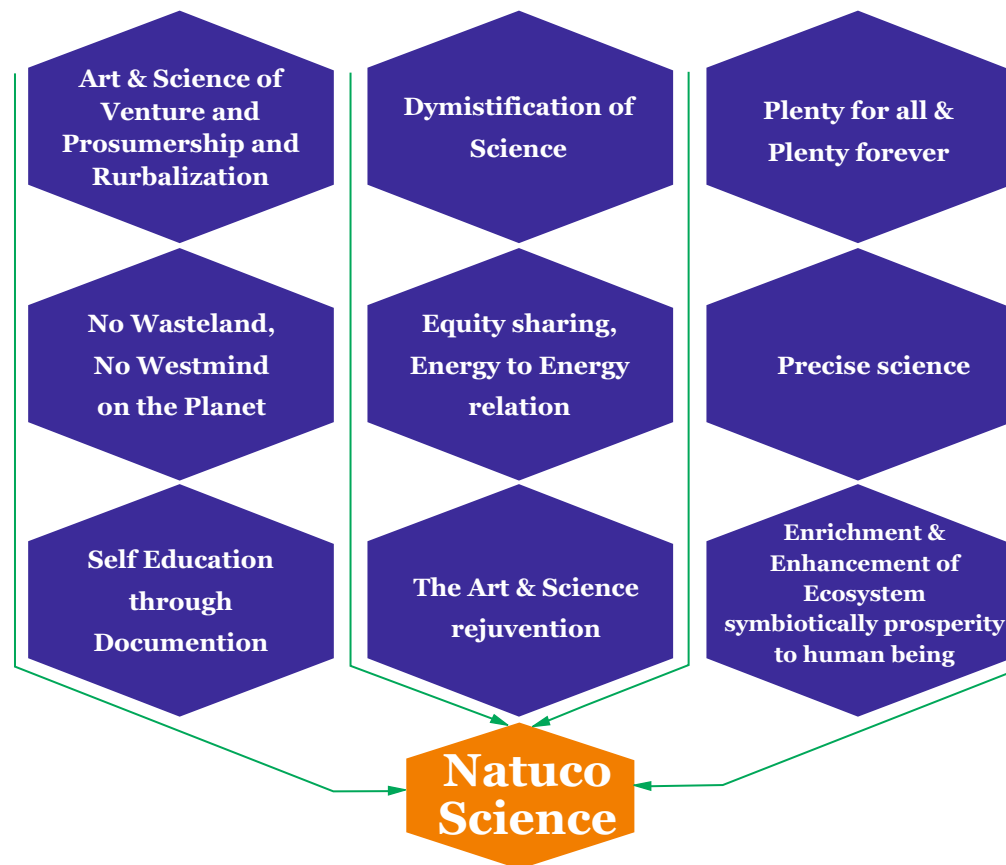 Art & Science of
Venture and
Prosumership and
Rurbalization
Dymistification of
Science
Plenty for all &
Plenty forever
No Wasteland,
No Westmind
on the Planet
Equity sharing,
Energy to Energy
relation
Precise science
Self Education
through
Documention
The Art & Science
rejuvention
Enrichment &
Enhancement of
Ecosystem
symbiotically prosperity
to human being
Natuco
Science